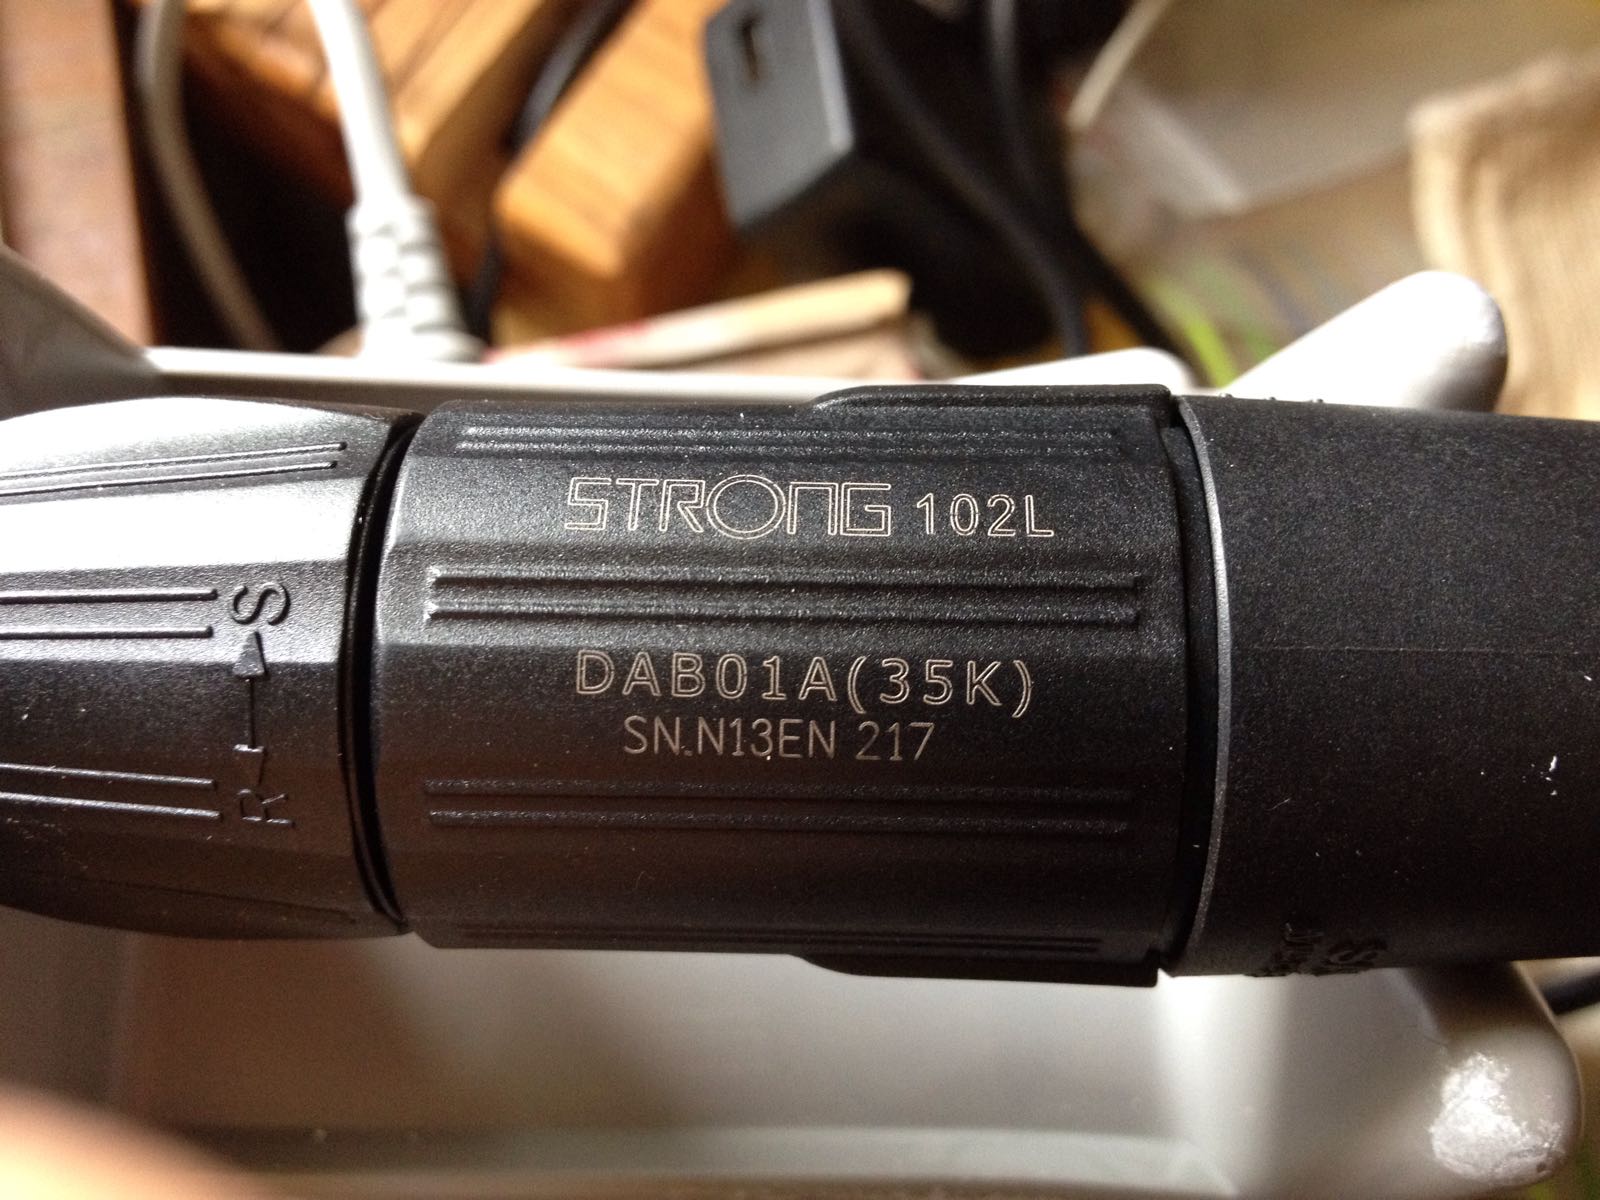 STRONG 102L
DAB01A(35K)
SN.N13EN 217
R S